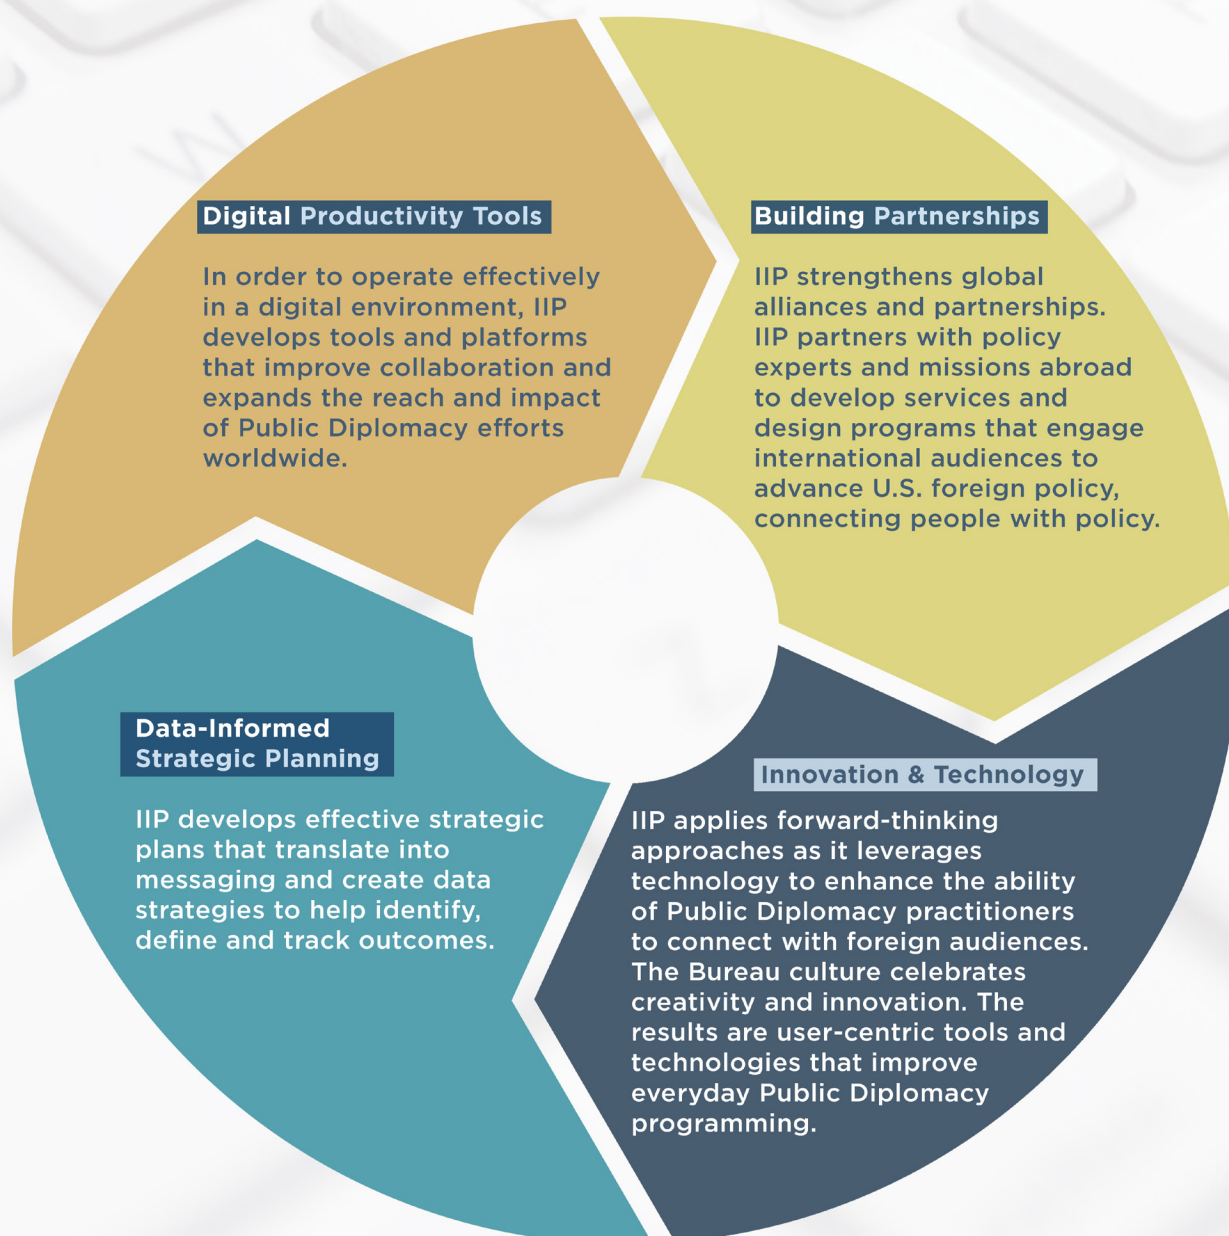 Digital Productivity Tools
In order to operate effectively
in a digital environment, IIP
develops tools and platforms
that improve collaboration and
expands the reach and impact
of Public Diplomacy efforts
worldwide.
Building Partnerships
IIP strengthens global
alliances and partnerships.
IIP partners with policy
experts and missions abroad
to develop services and
design programs that engage
international audiences to
advance U.S. foreign policy,
connecting people with policy.
Data-Informed
Strategic Planning
IIP develops effective strategic
plans that translate into
messaging and create data
strategies to help identify,
define and track outcomes.
Innovation & Technology
IIP applies forward-thinking
approaches as it leverages
technology to enhance the ability
of Public Diplomacy practitioners
to connect with foreign audiences.
The Bureau culture celebrates
creativity and innovation. The
results are user-centric tools and
technologies that improve
everyday Public Diplomacy
programming.